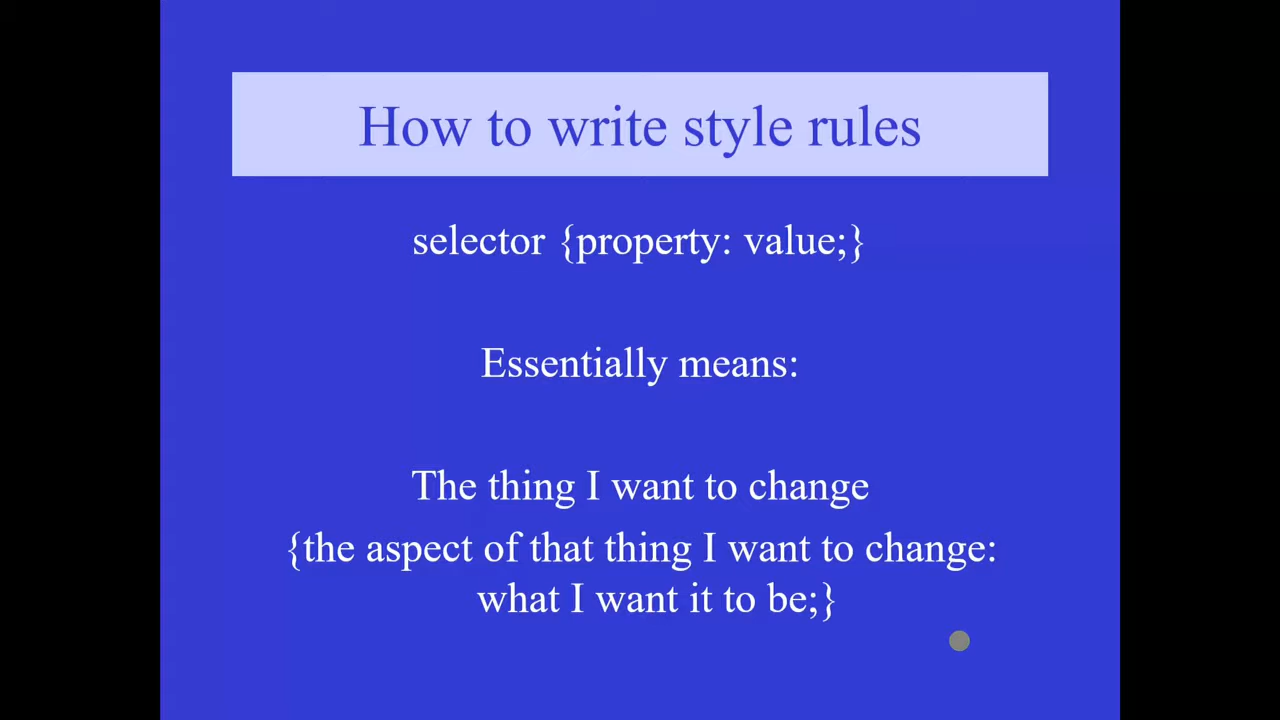 How to write style rules
selector {property: value;}
Essentially means:
The thing I want to change
{the aspect of that thing I want to change:
what I want it to be;}